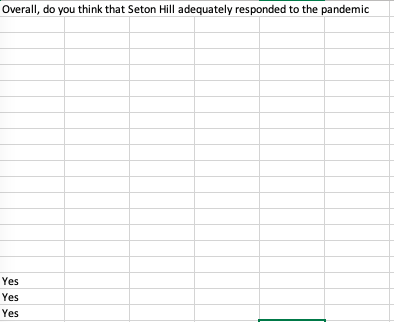 Overall, do you think that Seton Hill adequately responded to the pandemic
Yes
Yes
Yes